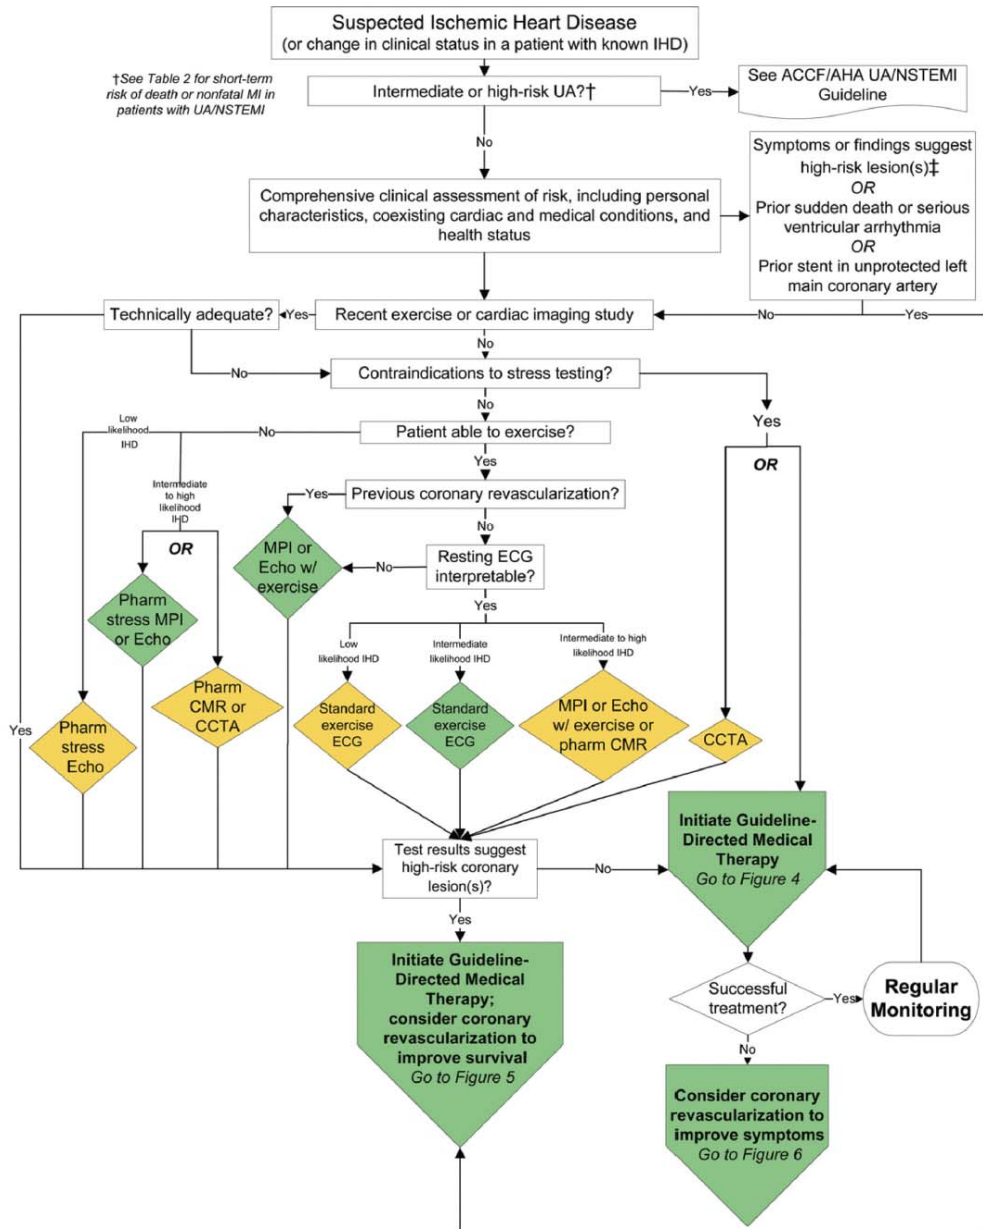 Suspected Ischemic Heart Disease
(or change in clinical status in a patient with known IHD)
†See Table 2 for short-term
risk of death or nonfatal MI in
patients with UA/NSTEMI
Intermediate or high-risk UA?†
Yes
See ACCF/AHA UA/NSTEMI
Guideline
No
Comprehensive clinical assessment of risk, including personal
characteristics, coexisting cardiac and medical conditions, and
health status
Symptoms or findings suggest
high-risk lesion(s)‡
OR
Prior sudden death or serious
ventricular arrhythmia
OR
Prior stent in unprotected left
main coronary artery
Technically adequate?
Yes
Recent exercise or cardiac imaging study
No
Yes
No
No
Contraindications to stress testing?
No
Yes
Low
likelihood
IHD
No
Patient able to exercise?
Yes
OR
Intermediate
to high
likelihood
IHD
OR
Yes
Previous coronary revascularization?
No
MPI or
Echo w/
exercise
No
Resting ECG
interpretable?
Yes
Pharm
stress MPI
or Echo
Low
likelihood IHD
Intermediate
likelihood IHD
Intermediate to high
likelihood IHD
Yes
Pharm
stress
Echo
Pharm
CMR or
CCTA
Standard
exercise
ECG
Standard
exercise
ECG
MPI or Echo
w/ exercise or
pharm CMR
CCTA
Test results suggest
high-risk coronary
lesion(s)?
No
Initiate Guideline-
Directed Medical
Therapy
Go to Figure 4
Yes
Initiate Guideline-
Directed Medical
Therapy;
consider coronary
revascularization to
improve survival
Go to Figure 5
Successful
treatment?
Yes
Regular
Monitoring
No
Consider coronary
revascularization to
improve symptoms
Go to Figure 6